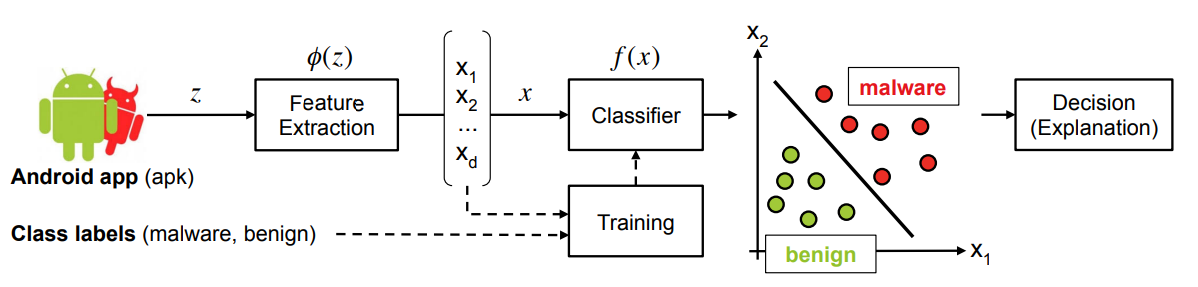 ϕ(z)
z
Feature
Extraction
x₁
x₂
...
x_d
x
f(x)
Classifier
Training
Android app (apk)
Class labels (malware, benign)
x₂
malware
benign
x₁
Decision
(Explanation)